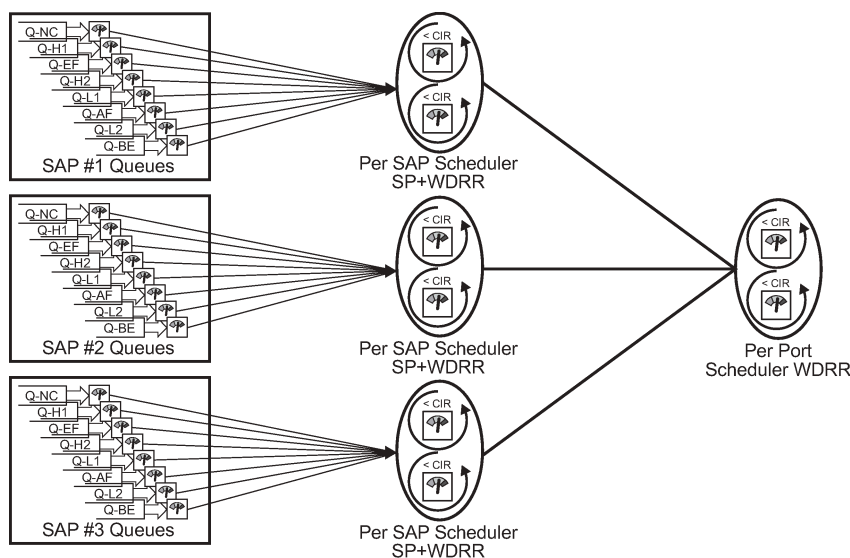 Q-NC
Q-H1
Q-EF
Q-H2
Q-L1
Q-AF
Q-L2
Q-BE
SAP #1 Queues
< CIR
< CIR
Per SAP Scheduler
SP+WDRR
Q-NC
Q-H1
Q-EF
Q-H2
Q-L1
Q-AF
Q-L2
Q-BE
SAP #2 Queues
< CIR
< CIR
Per SAP Scheduler
SP+WDRR
Q-NC
Q-H1
Q-EF
Q-H2
Q-L1
Q-AF
Q-L2
Q-BE
SAP #3 Queues
< CIR
< CIR
Per SAP Scheduler
SP+WDRR
< CIR
< CIR
Per Port
Scheduler WDRR